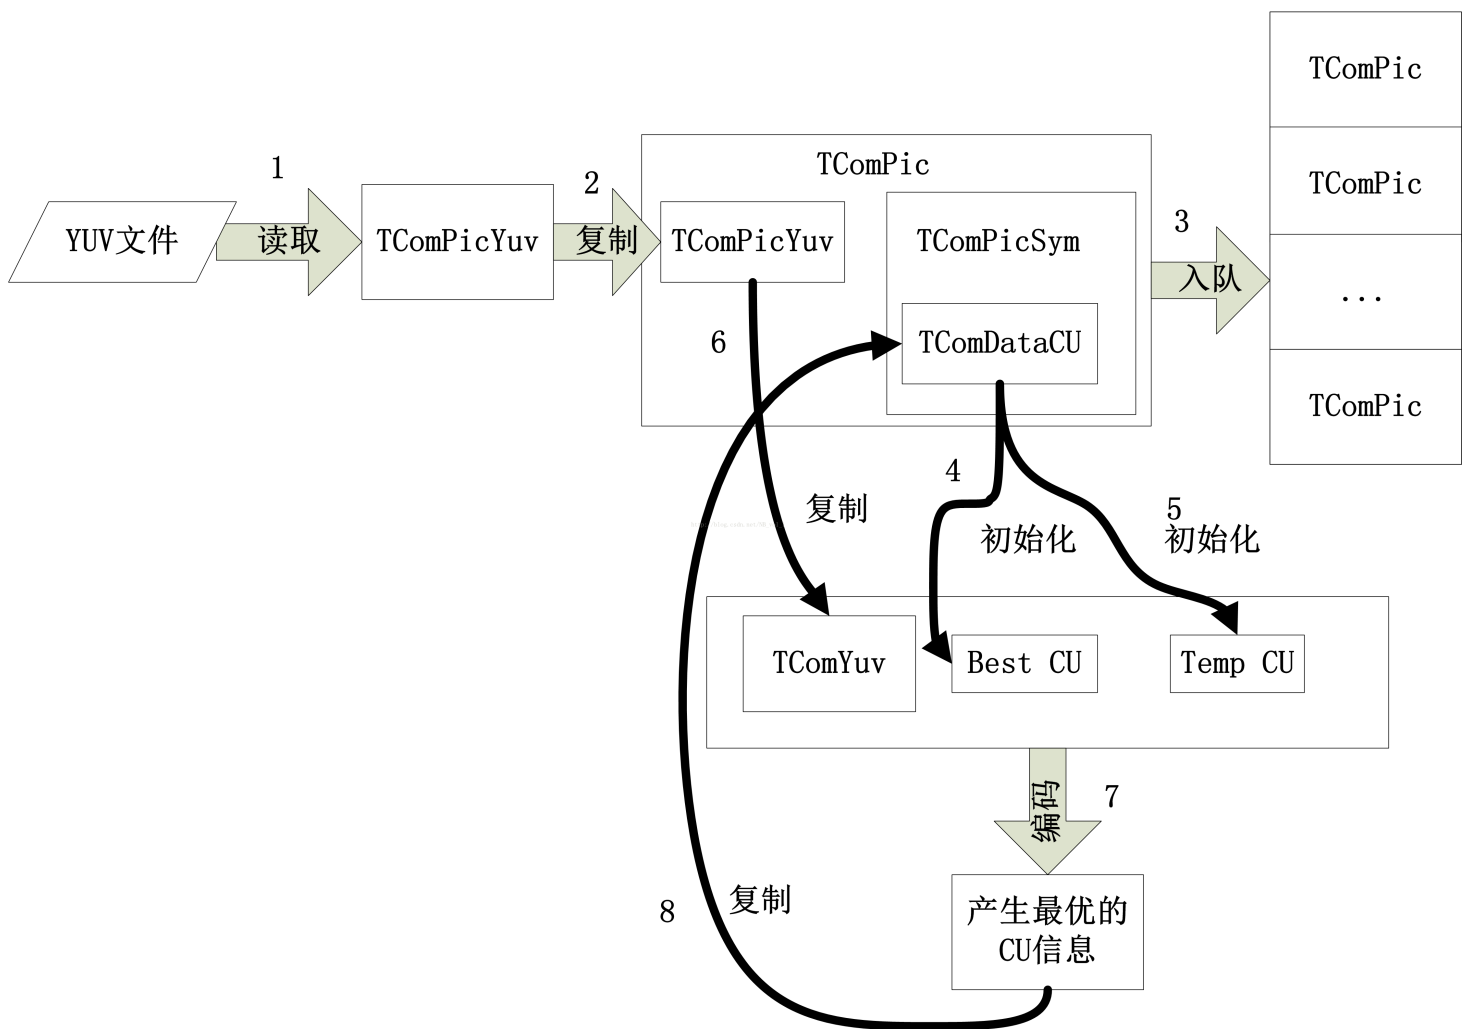 TComPic
TComPic
...
TComPic
1
YUV文件
读取
TComPicYuv
2
复制
TComPic
TComPicYuv
TComPicSym
TComDataCU
3
入队
6
复制
4
初始化
5
初始化
TComYuv
Best CU
Temp CU
编码
7
产生最优的
CU信息
8
复制